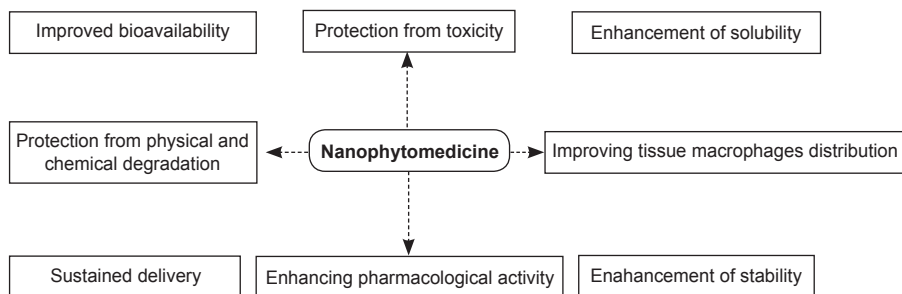 Improved bioavailability
Protection from toxicity
Enhancement of solubility
Protection from physical and
chemical degradation
Nanophytomedicine
Improving tissue macrophages distribution
Sustained delivery
Enhancing pharmacological activity
Enahancement of stability